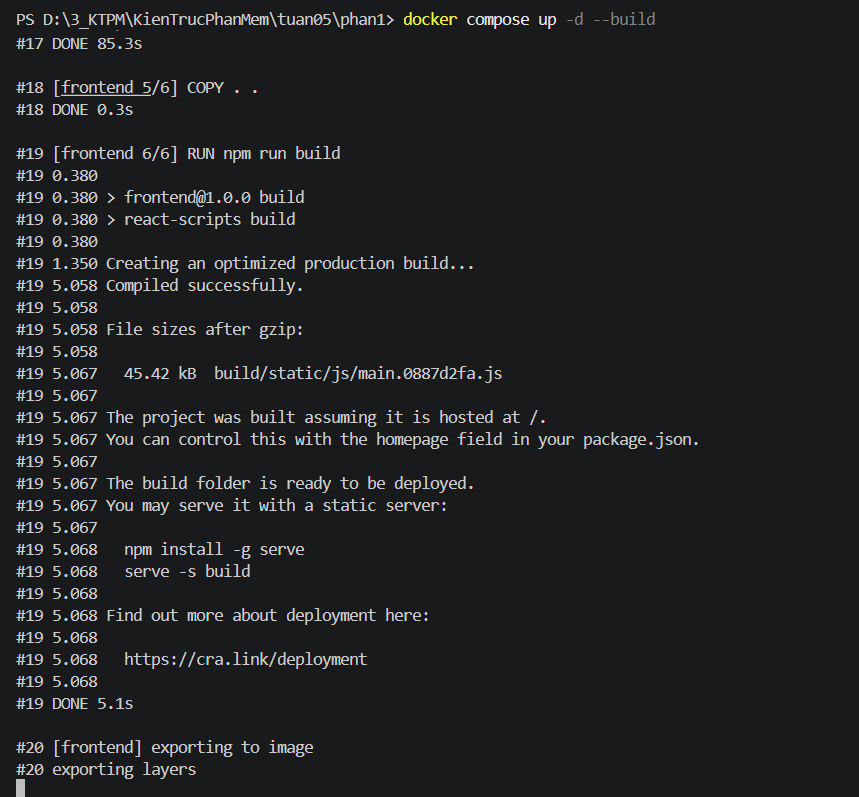 PS D:\3_KTPM\KienTrucPhanMem\tuan05\phan1> docker compose up -d --build
#17 DONE 85.3s
#18 [frontend 5/6] COPY . .
#18 DONE 0.3s
#19 [frontend 6/6] RUN npm run build
#19 0.380
#19 0.380 > frontend@1.0.0 build
#19 0.380 > react-scripts build
#19 0.380
#19 1.350 Creating an optimized production build...
#19 5.058 Compiled successfully.
#19 5.058
#19 5.058 File sizes after gzip:
#19 5.058
#19 5.067   45.42 kB  build/static/js/main.0887d2fa.js
#19 5.067
#19 5.067 The project was built assuming it is hosted at /.
#19 5.067 You can control this with the homepage field in your package.json.
#19 5.067
#19 5.067 The build folder is ready to be deployed.
#19 5.067 You may serve it with a static server:
#19 5.067
#19 5.068   npm install -g serve
#19 5.068   serve -s build
#19 5.068
#19 5.068 Find out more about deployment here:
#19 5.068
#19 5.068   https://cra.link/deployment
#19 5.068
#19 DONE 5.1s
#20 [frontend] exporting to image
#20 exporting layers